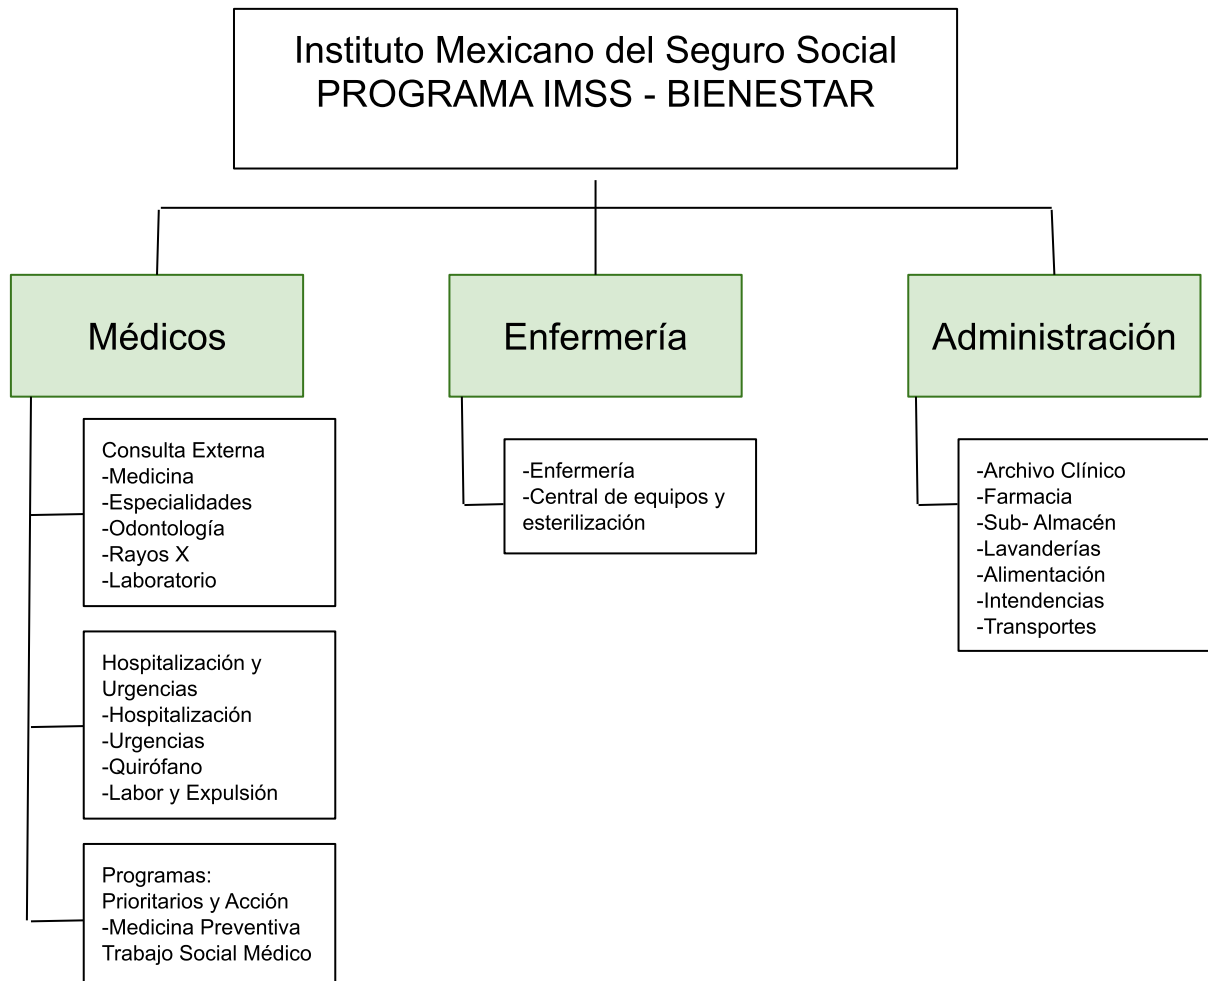 Instituto Mexicano del Seguro Social
PROGRAMA IMSS - BIENESTAR
Médicos
Enfermería
Administración
Consulta Externa
-Medicina
-Especialidades
-Odontología
-Rayos X
-Laboratorio
Hospitalización y
Urgencias
-Hospitalización
-Urgencias
-Quirófano
-Labor y Expulsión
Programas:
Prioritarios y Acción
-Medicina Preventiva
Trabajo Social Médico
-Enfermería
-Central de equipos y
esterilización
-Archivo Clínico
-Farmacia
-Sub- Almacén
-Lavanderías
-Alimentación
-Intendencias
-Transportes